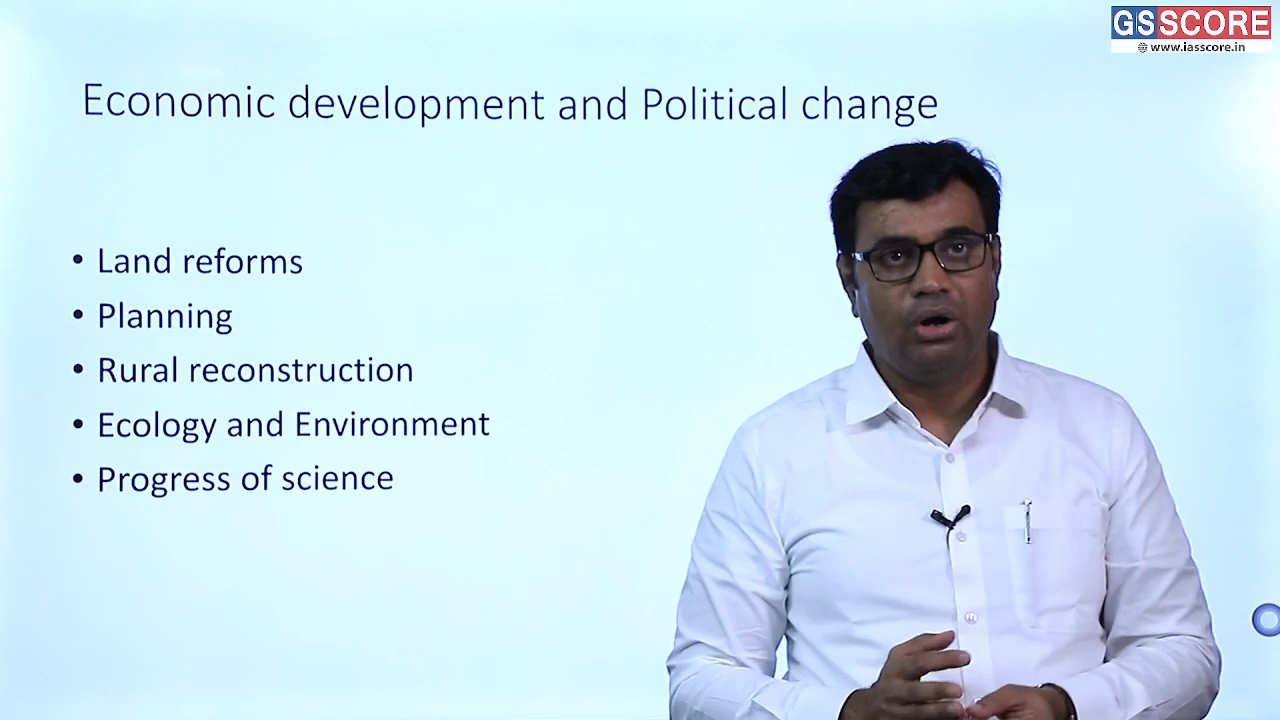 GSSCORE
www.iasscore.in
Economic development and Political change
• Land reforms
• Planning
• Rural reconstruction
• Ecology and Environment
• Progress of science